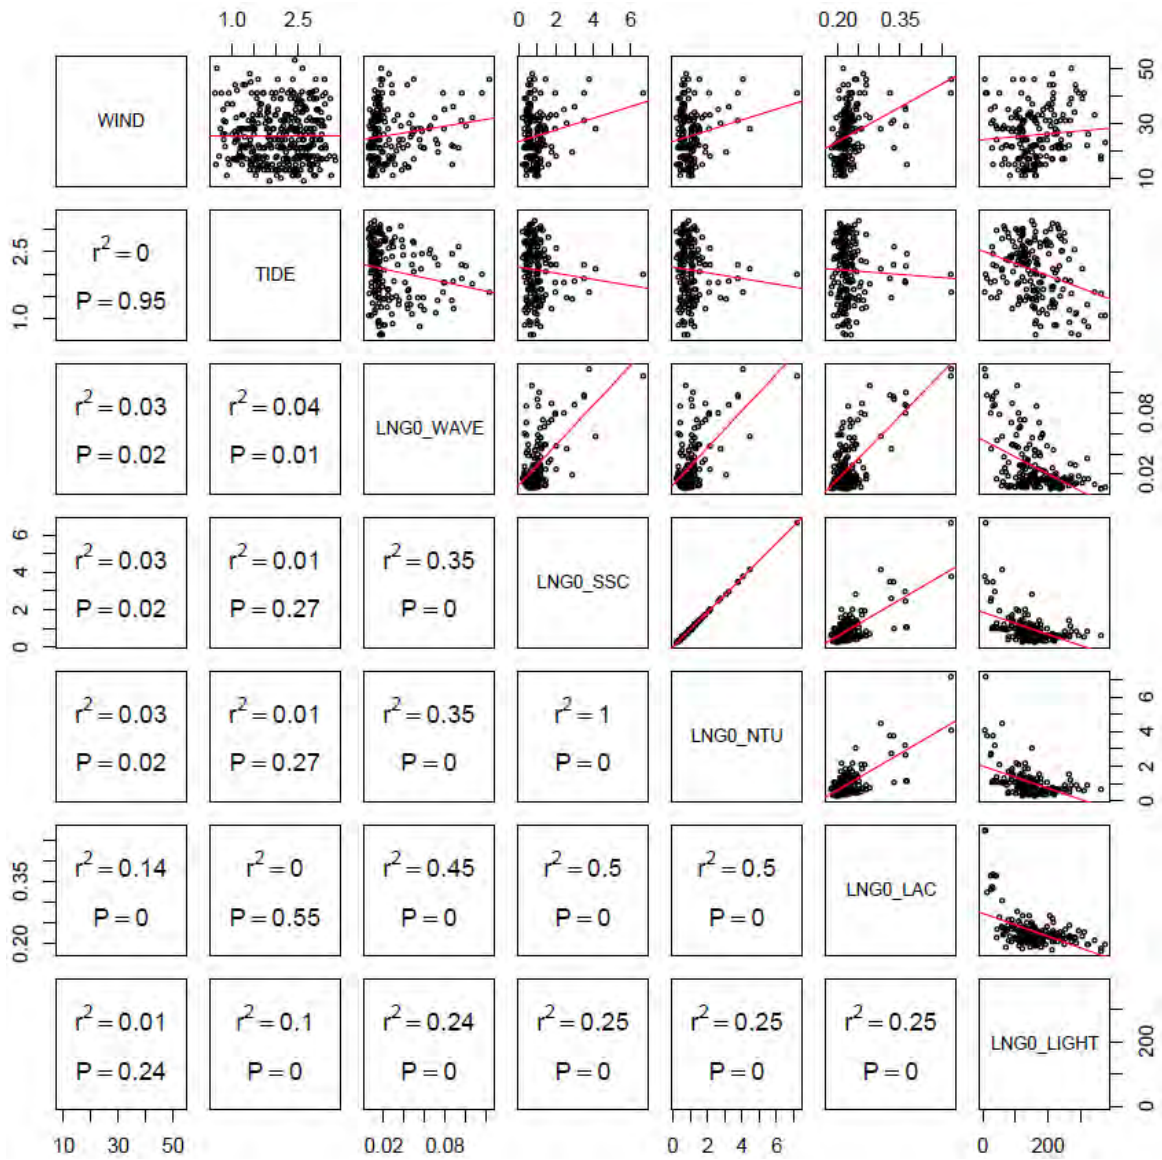 1.0 2.5 0 2 4 6 0.20 0.35
WIND 10 30 50
1.0 2.5 r² = 0 TIDE
P = 0.95
r² = 0.03 r² = 0.04 LNG0_WAVE 0.02 0.08
P = 0.02 P = 0.01
0 2 4 6 r² = 0.03 r² = 0.01 r² = 0.35 LNG0_SSC
P = 0.02 P = 0.27 P = 0
r² = 0.03 r² = 0.01 r² = 0.35 r² = 1 LNG0_NTU 0 2 4 6
P = 0.02 P = 0.27 P = 0 P = 0
0.20 0.35 r² = 0.14 r² = 0 r² = 0.45 r² = 0.5 r² = 0.5 LNG0_LAC
P = 0 P = 0.55 P = 0 P = 0 P = 0
r² = 0.01 r² = 0.1 r² = 0.24 r² = 0.25 r² = 0.25 r² = 0.25 LNG0_LIGHT 0 200
P = 0.24 P = 0 P = 0 P = 0 P = 0 P = 0
10 30 50 0.02 0.08 0 2 4 6 0 200